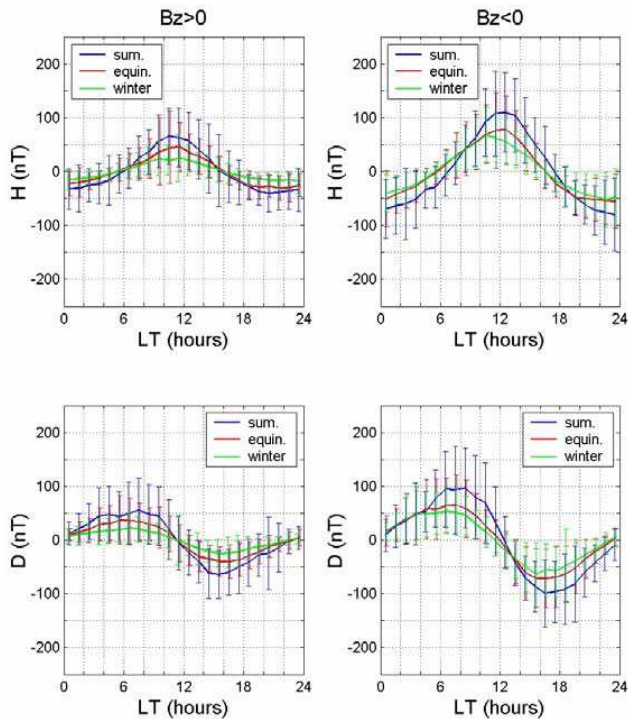 Bz>0
Bz<0
200
100
0
-100
-200
H (nT)
sum.
equin.
winter
0 6 12 18 24
LT (hours)
200
100
0
-100
-200
H (nT)
sum.
equin.
winter
0 6 12 18 24
LT (hours)
200
100
0
-100
-200
D (nT)
sum.
equin.
winter
0 6 12 18 24
LT (hours)
200
100
0
-100
-200
D (nT)
sum.
equin.
winter
0 6 12 18 24
LT (hours)